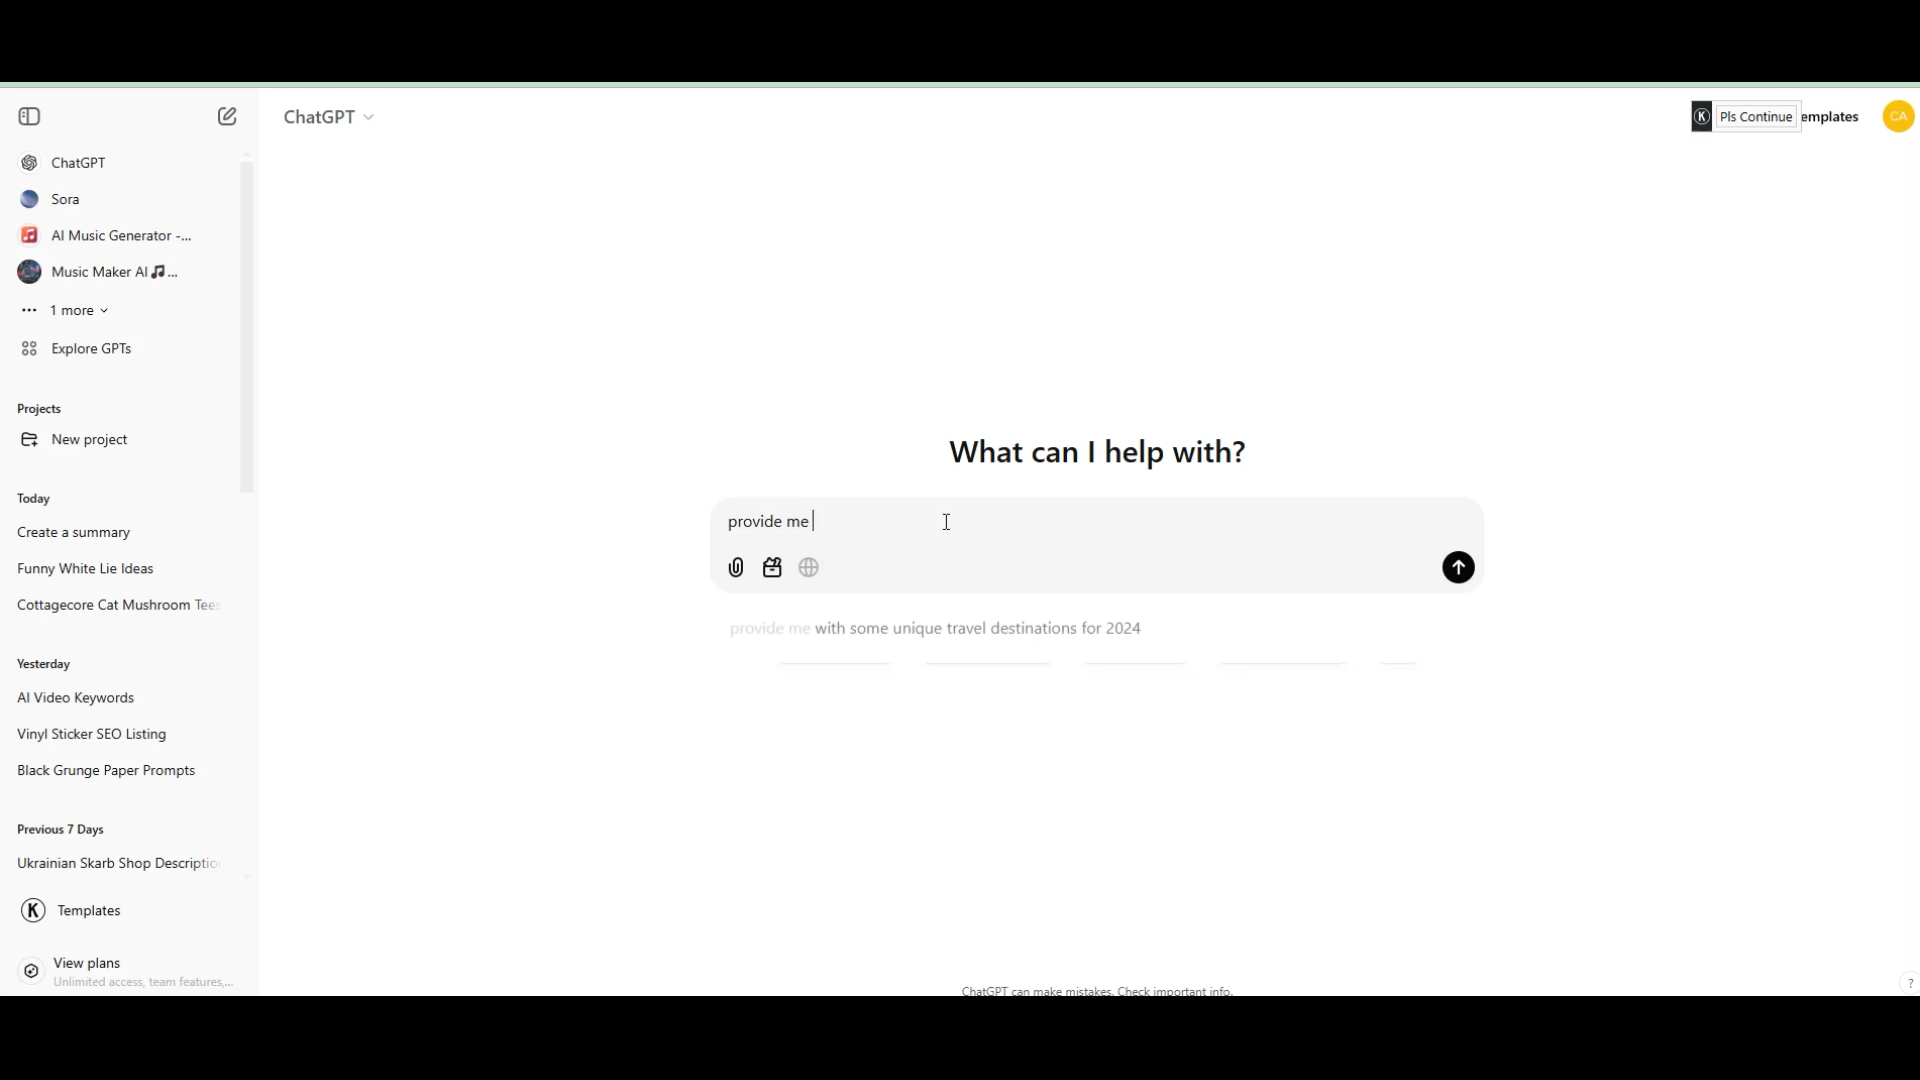 ChatGPT
K Pls Continue emplates
CA
ChatGPT
Sora
AI Music Generator -...
Music Maker AI🎵...
1 more
Explore GPTs
Projects
New project
Today
Create a summary
Funny White Lie Ideas
Cottagecore Cat Mushroom Tees
Yesterday
AI Video Keywords
Vinyl Sticker SEO Listing
Black Grunge Paper Prompts
Previous 7 Days
Ukrainian Skarb Shop Descriptio
K Templates
View plans
Unlimited access, team features,...
What can I help with?
provide me
provide me with some unique travel destinations for 2024
ChatGPT can make mistakes. Check important info.
?